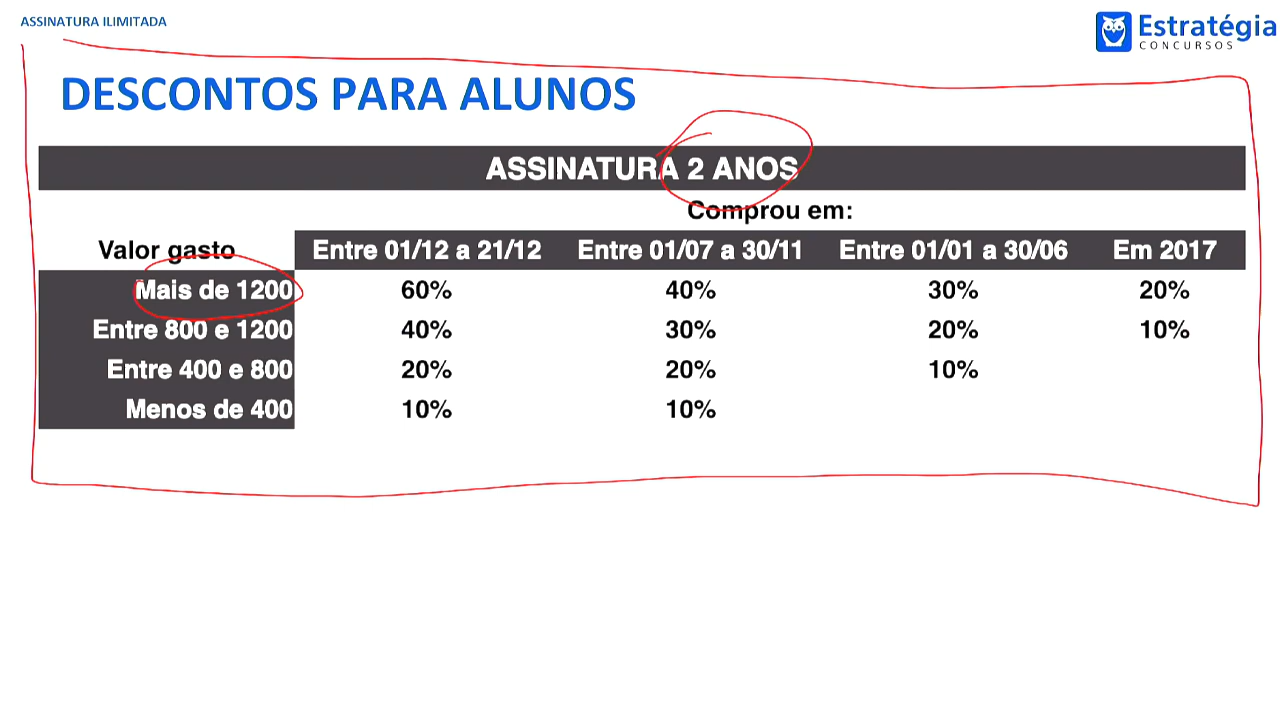 ASSINATURA ILIMITADA
Estratégia
CONCURSOS
DESCONTOS PARA ALUNOS
ASSINATURA 2 ANOS
Comprou em:
Valor gasto Entre 01/12 a 21/12 Entre 01/07 a 30/11 Entre 01/01 a 30/06 Em 2017
Mais de 1200 60% 40% 30% 20%
Entre 800 e 1200 40% 30% 20% 10%
Entre 400 e 800 20% 20% 10%
Menos de 400 10% 10%